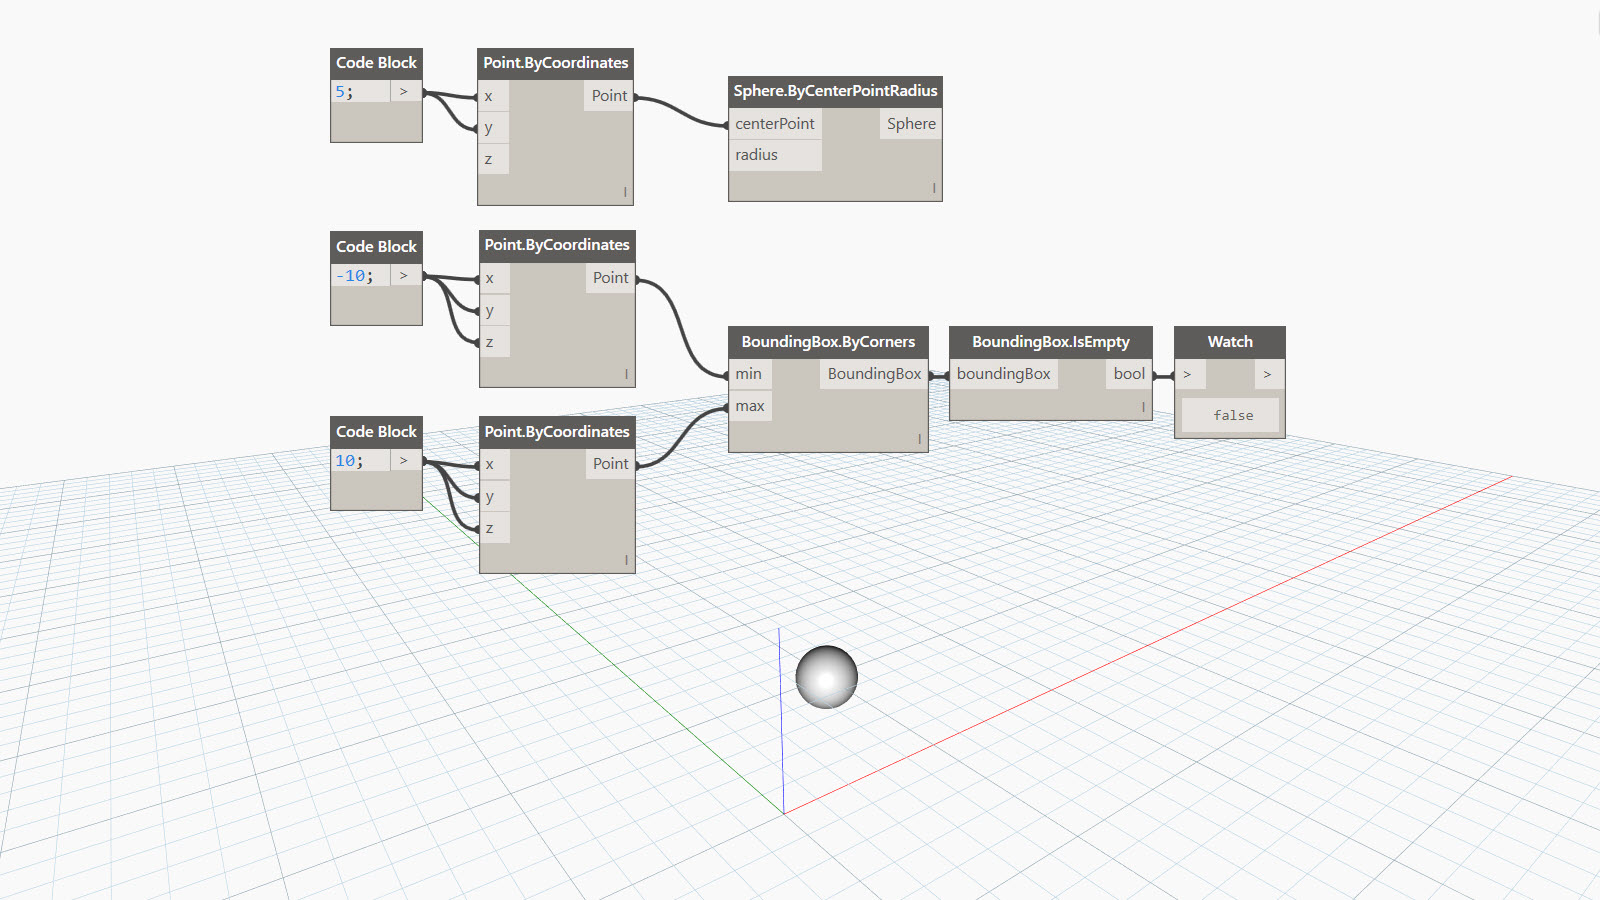 Code Block
5;
>
Point.ByCoordinates
x
Point
y
z
l
Sphere.ByCenterPointRadius
centerPoint
Sphere
radius
l
Code Block
-10;
>
Point.ByCoordinates
x
Point
y
z
l
Code Block
10;
>
Point.ByCoordinates
x
Point
y
z
l
BoundingBox.ByCorners
min
BoundingBox
max
l
BoundingBox.IsEmpty
boundingBox
bool
l
Watch
>
>
false